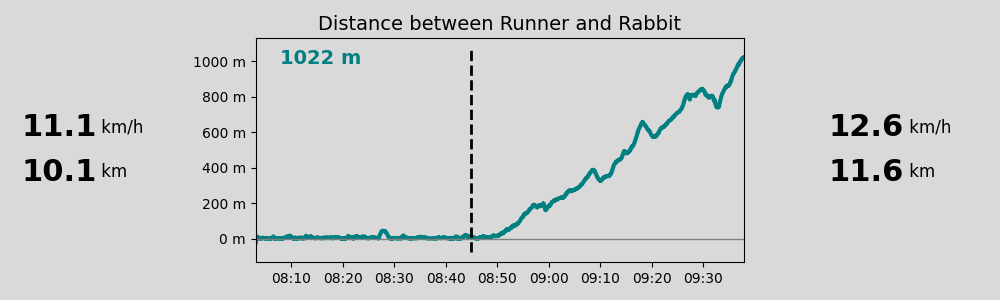 Distance between Runner and Rabbit
1022 m
1000 m
800 m
600 m
400 m
200 m
0 m
08:10 08:20 08:30 08:40 08:50 09:00 09:10 09:20 09:30
11.1 km/h
10.1 km
12.6 km/h
11.6 km